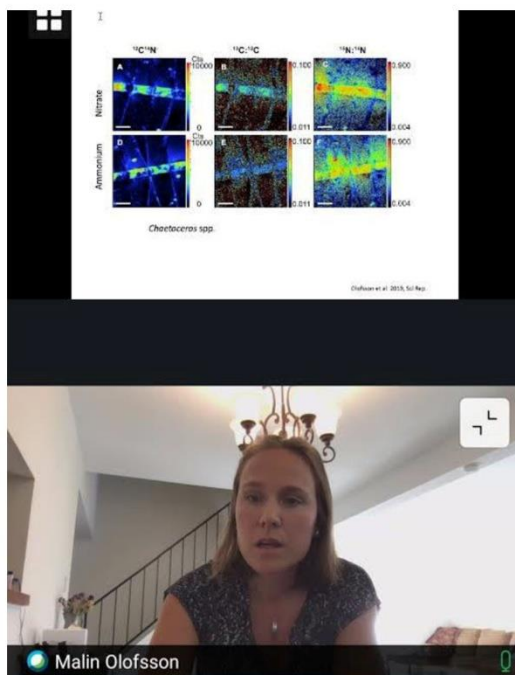 ¹²C¹⁴N⁻ ¹³C:¹²C ¹⁵N:¹⁴N
Cts
A 10000 B 0.100 C 0.900
Nitrate
0 0.011 0.004
Cts
D 10000 E 0.100 F 0.900
Ammonium
0 0.011 0.004
Chaetoceros spp.
Olofsson et al. 2019, Sci Rep.
Malin Olofsson